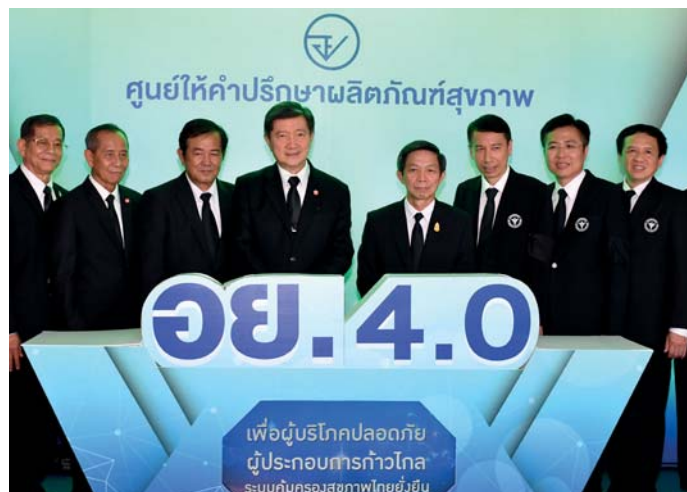 ศูนย์ให้คำปรึกษาผลิตภัณฑ์สุขภาพ
อย.4.0
เพื่อผู้บริโภคปลอดภัย
ผู้ประกอบการก้าวไกล
ระบบคุ้มครองสุขภาพไทยยั่งยืน